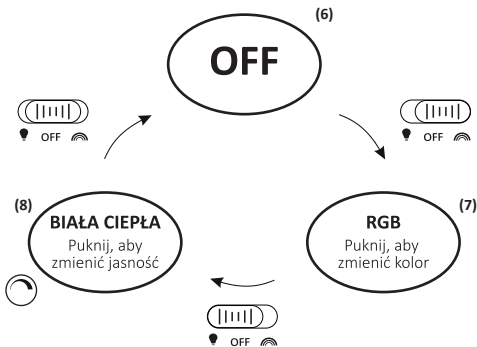 (6)
OFF
OFF
OFF
(8)
BIAŁA CIEPŁA
Puknij, aby
zmienić jasność
(7)
RGB
Puknij, aby
zmienić kolor
OFF